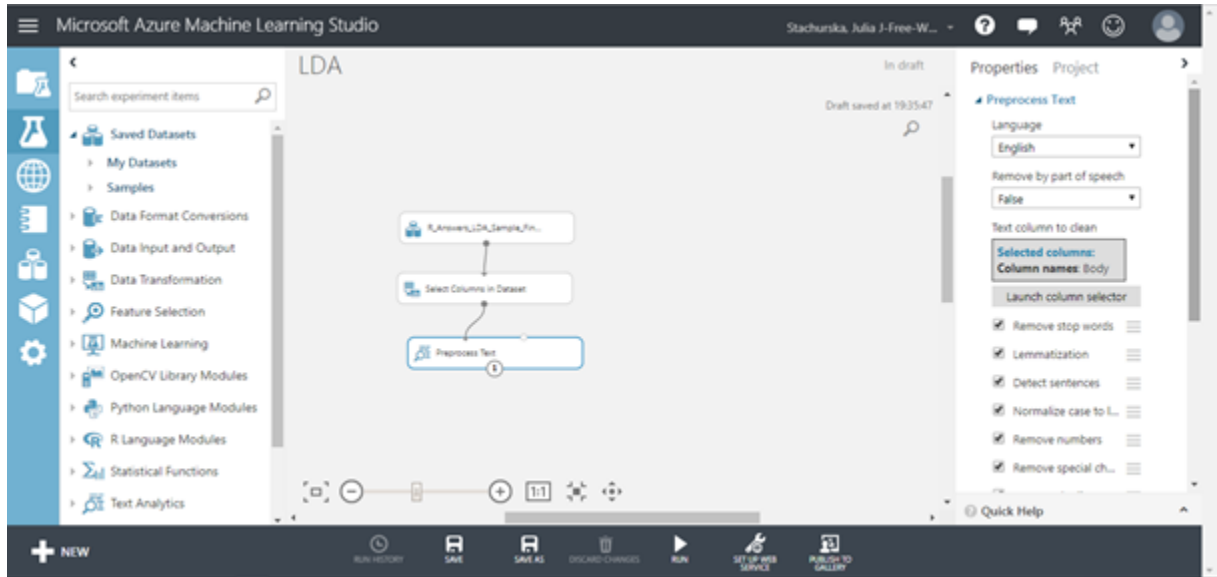 Microsoft Azure Machine Learning Studio
Stachurska, Julia J-Free-W...
Search experiment items
Saved Datasets
My Datasets
Samples
Data Format Conversions
Data Input and Output
Data Transformation
Feature Selection
Machine Learning
OpenCV Library Modules
Python Language Modules
R Language Modules
Statistical Functions
Text Analytics
LDA
In draft
Draft saved at 19:35:47
R_Answers_LDA_Sample_Fin...
Select Columns in Dataset
Preprocess Text
1
1:1
Properties Project
Preprocess Text
Language
English
Remove by part of speech
False
Text column to clean
Selected columns:
Column names: Body
Launch column selector
Remove stop words
Lemmatization
Detect sentences
Normalize case to l...
Remove numbers
Remove special ch...
Quick Help
NEW
RUN HISTORY
SAVE
SAVE AS
DISCARD CHANGES
RUN
SET UP WEB
SERVICE
PUBLISH TO
GALLERY